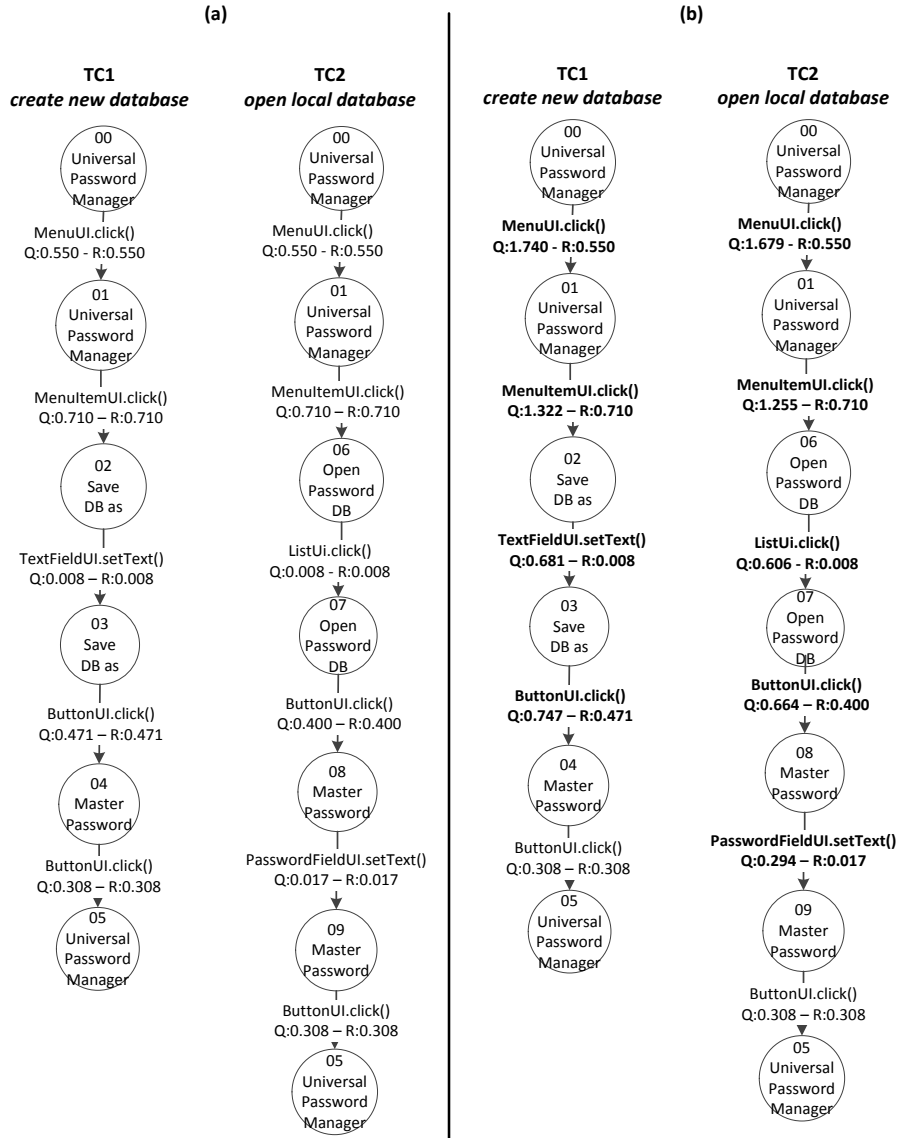 (a)
TC1
create new database
00
Universal
Password
Manager
MenuUI.click()
Q:0.550 - R:0.550
01
Universal
Password
Manager
MenuItemUI.click()
Q:0.710 – R:0.710
02
Save
DB as
TextFieldUI.setText()
Q:0.008 – R:0.008
03
Save
DB as
ButtonUI.click()
Q:0.471 – R:0.471
04
Master
Password
ButtonUI.click()
Q:0.308 – R:0.308
05
Universal
Password
Manager
TC2
open local database
00
Universal
Password
Manager
MenuUI.click()
Q:0.550 - R:0.550
01
Universal
Password
Manager
MenuItemUI.click()
Q:0.710 – R:0.710
06
Open
Password
DB
ListUi.click()
Q:0.008 - R:0.008
07
Open
Password
DB
ButtonUI.click()
Q:0.400 – R:0.400
08
Master
Password
PasswordFieldUI.setText()
Q:0.017 – R:0.017
09
Master
Password
ButtonUI.click()
Q:0.308 – R:0.308
05
Universal
Password
Manager
(b)
TC1
create new database
00
Universal
Password
Manager
MenuUI.click()
Q:1.740 - R:0.550
01
Universal
Password
Manager
MenuItemUI.click()
Q:1.322 – R:0.710
02
Save
DB as
TextFieldUI.setText()
Q:0.681 – R:0.008
03
Save
DB as
ButtonUI.click()
Q:0.747 – R:0.471
04
Master
Password
ButtonUI.click()
Q:0.308 – R:0.308
05
Universal
Password
Manager
TC2
open local database
00
Universal
Password
Manager
MenuUI.click()
Q:1.679 - R:0.550
01
Universal
Password
Manager
MenuItemUI.click()
Q:1.255 – R:0.710
06
Open
Password
DB
ListUi.click()
Q:0.606 - R:0.008
07
Open
Password
DB
ButtonUI.click()
Q:0.664 – R:0.400
08
Master
Password
PasswordFieldUI.setText()
Q:0.294 – R:0.017
09
Master
Password
ButtonUI.click()
Q:0.308 – R:0.308
05
Universal
Password
Manager